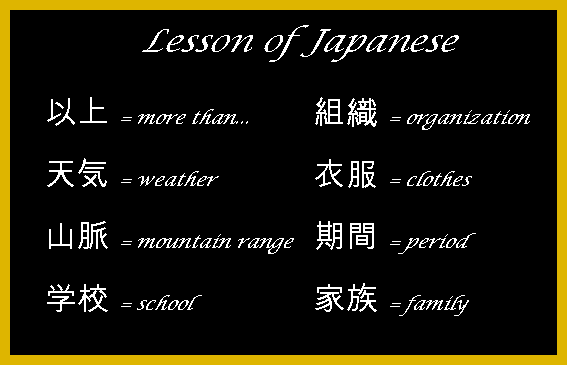 Lesson of Japanese
以上 = more than...
組織 = organization
天気 = weather
衣服 = clothes
山脈 = mountain range
期間 = period
学校 = school
家族 = family